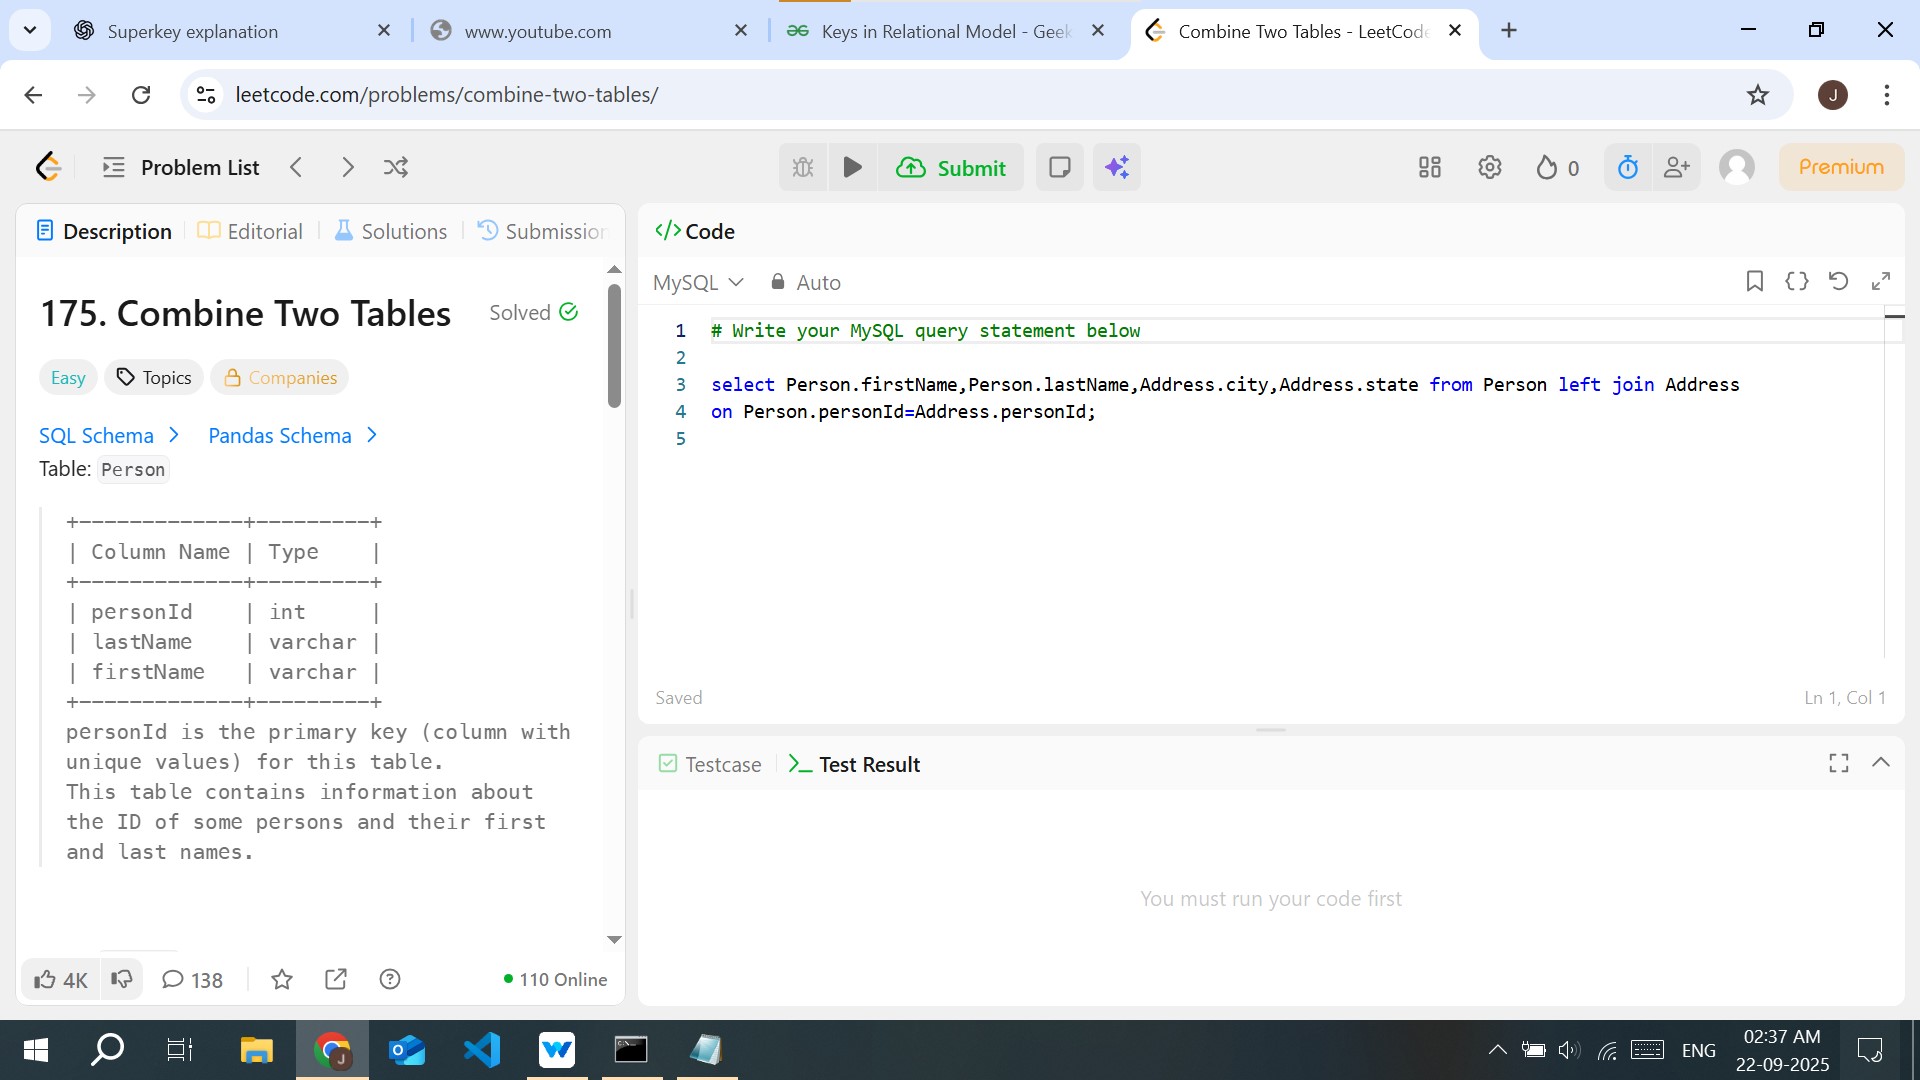 Superkey explanation
www.youtube.com
Keys in Relational Model - Geek
Combine Two Tables - LeetCode
leetcode.com/problems/combine-two-tables/
J
Problem List
Submit
0
Premium
Description
Editorial
Solutions
Submission
</> Code
MySQL
Auto
175. Combine Two Tables
Solved
Easy
Topics
Companies
SQL Schema
Pandas Schema
Table: Person
+-------------+---------+
| Column Name | Type    |
+-------------+---------+
| personId    | int     |
| lastName    | varchar |
| firstName   | varchar |
+-------------+---------+
personId is the primary key (column with
unique values) for this table.
This table contains information about
the ID of some persons and their first
and last names.
4K
138
110 Online
1 # Write your MySQL query statement below
2
3 select Person.firstName,Person.lastName,Address.city,Address.state from Person left join Address
4 on Person.personId=Address.personId;
5
Saved
Ln 1, Col 1
Testcase
Test Result
You must run your code first
ENG
02:37 AM
22-09-2025